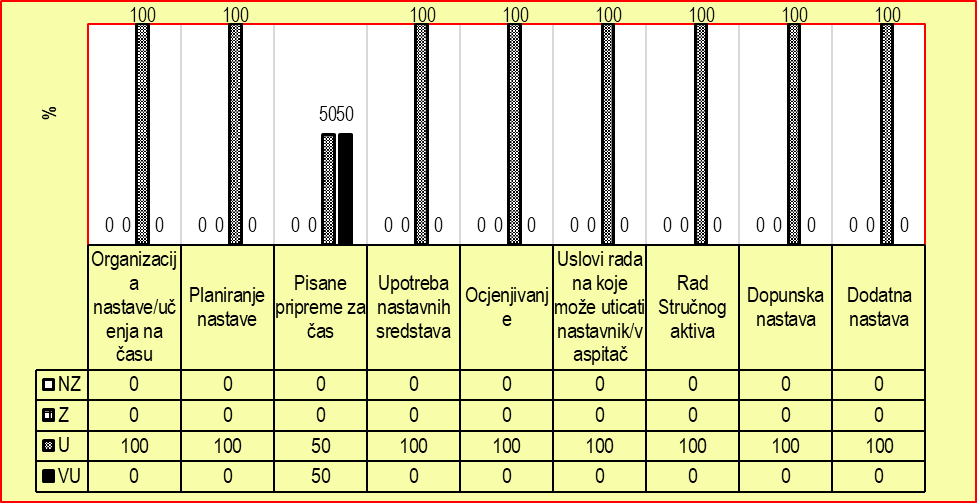 100 100 100 100 100 100 100 100
%
5050
0 0 0 0 0 0 0 0 0 0 0 0 0 0 0 0 0 0 0 0 0 0 0 0 0 0
Organizacij
a
nastave/uč
enja na
času
Planiranje
nastave
Pisane
pripreme za
čas
Upotreba
nastavnih
sredstava
Ocjenjivanj
e
Uslovi rada
na koje
može uticati
nastavnik/v
aspitač
Rad
Stručnog
aktiva
Dopunska
nastava
Dodatna
nastava
NZ 0 0 0 0 0 0 0 0 0
Z 0 0 0 0 0 0 0 0 0
U 100 100 50 100 100 100 100 100 100
VU 0 0 50 0 0 0 0 0 0